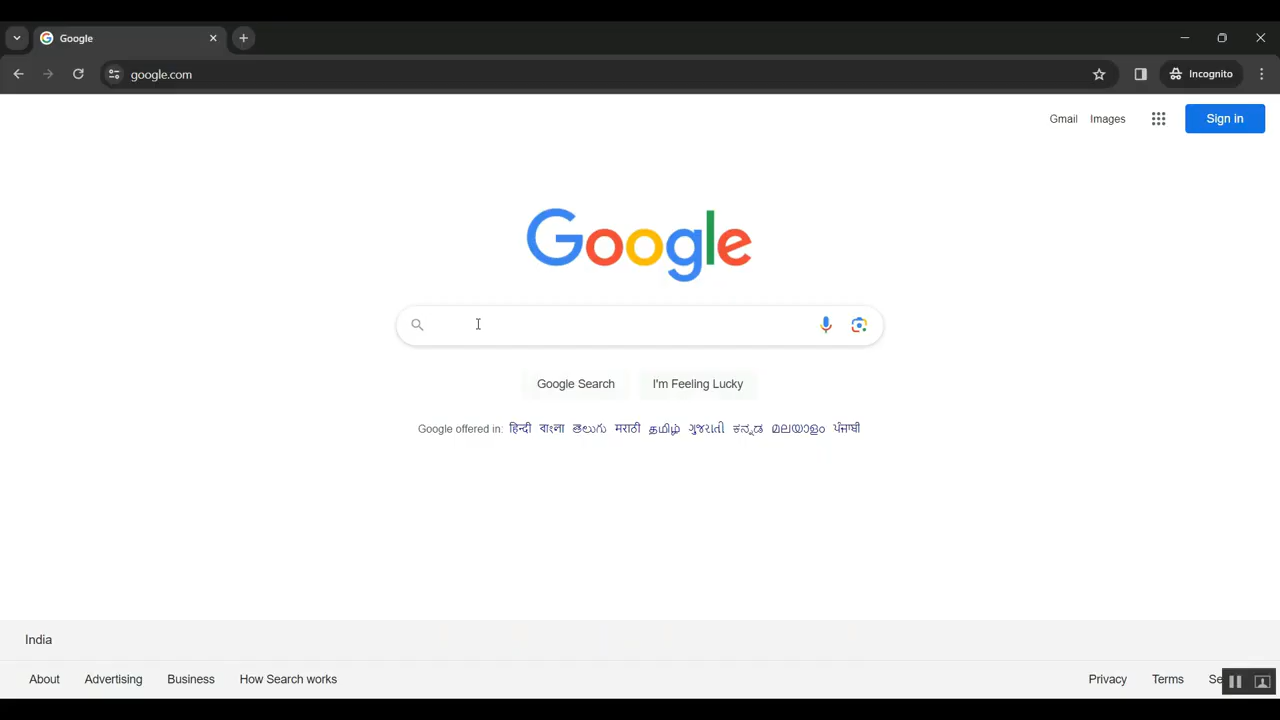 Google
google.com
Incognito
Gmail Images Sign in
Google
Google Search I'm Feeling Lucky
Google offered in: हिन्दी বাংলা తెలుగు मराठी தமிழ் ગુજરાતી ಕನ್ನಡ മലയാളം ਪੰਜਾਬੀ
India
About Advertising Business How Search works Privacy Terms Se